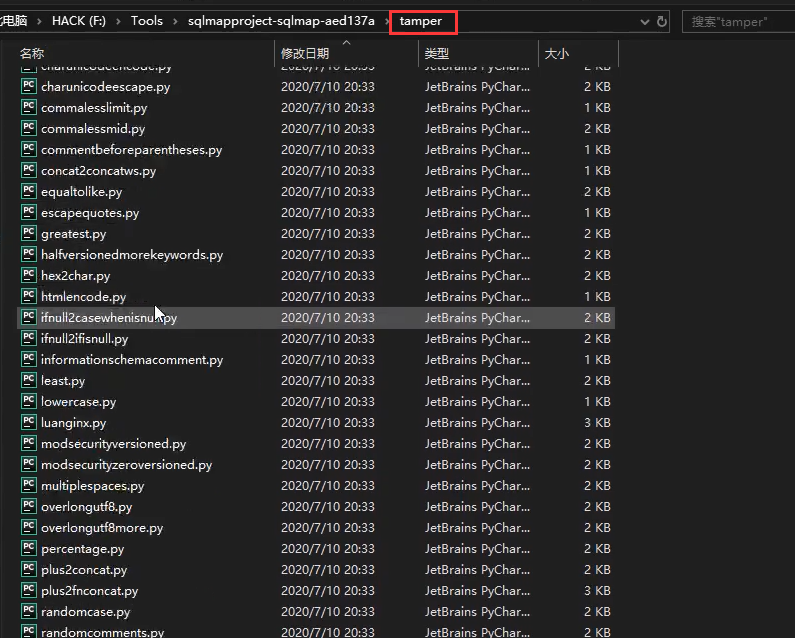 电脑 > HACK (F:) > Tools > sqlmapproject-sqlmap-aed137a > tamper 搜索"tamper"
名称 修改日期 类型 大小
charunicodeencode.py 2020/7/10 20:33 JetBrains PyChar... 2 KB
charunicodeescape.py 2020/7/10 20:33 JetBrains PyChar... 2 KB
commalesslimit.py 2020/7/10 20:33 JetBrains PyChar... 1 KB
commalessmid.py 2020/7/10 20:33 JetBrains PyChar... 2 KB
commentbeforeparentheses.py 2020/7/10 20:33 JetBrains PyChar... 1 KB
concat2concatws.py 2020/7/10 20:33 JetBrains PyChar... 1 KB
equaltolike.py 2020/7/10 20:33 JetBrains PyChar... 2 KB
escapequotes.py 2020/7/10 20:33 JetBrains PyChar... 1 KB
greatest.py 2020/7/10 20:33 JetBrains PyChar... 2 KB
halfversionedmorekeywords.py 2020/7/10 20:33 JetBrains PyChar... 2 KB
hex2char.py 2020/7/10 20:33 JetBrains PyChar... 2 KB
htmlencode.py 2020/7/10 20:33 JetBrains PyChar... 1 KB
ifnull2casewhenisnull.py 2020/7/10 20:33 JetBrains PyChar... 2 KB
ifnull2ifisnull.py 2020/7/10 20:33 JetBrains PyChar... 2 KB
informationschemacomment.py 2020/7/10 20:33 JetBrains PyChar... 1 KB
least.py 2020/7/10 20:33 JetBrains PyChar... 2 KB
lowercase.py 2020/7/10 20:33 JetBrains PyChar... 1 KB
luanginx.py 2020/7/10 20:33 JetBrains PyChar... 3 KB
modsecurityversioned.py 2020/7/10 20:33 JetBrains PyChar... 2 KB
modsecurityzeroversioned.py 2020/7/10 20:33 JetBrains PyChar... 2 KB
multiplespaces.py 2020/7/10 20:33 JetBrains PyChar... 2 KB
overlongutf8.py 2020/7/10 20:33 JetBrains PyChar... 2 KB
overlongutf8more.py 2020/7/10 20:33 JetBrains PyChar... 2 KB
percentage.py 2020/7/10 20:33 JetBrains PyChar... 2 KB
plus2concat.py 2020/7/10 20:33 JetBrains PyChar... 2 KB
plus2fnconcat.py 2020/7/10 20:33 JetBrains PyChar... 3 KB
randomcase.py 2020/7/10 20:33 JetBrains PyChar... 2 KB
randomcomments.py 2020/7/10 20:33 JetBrains PyChar... 2 KB